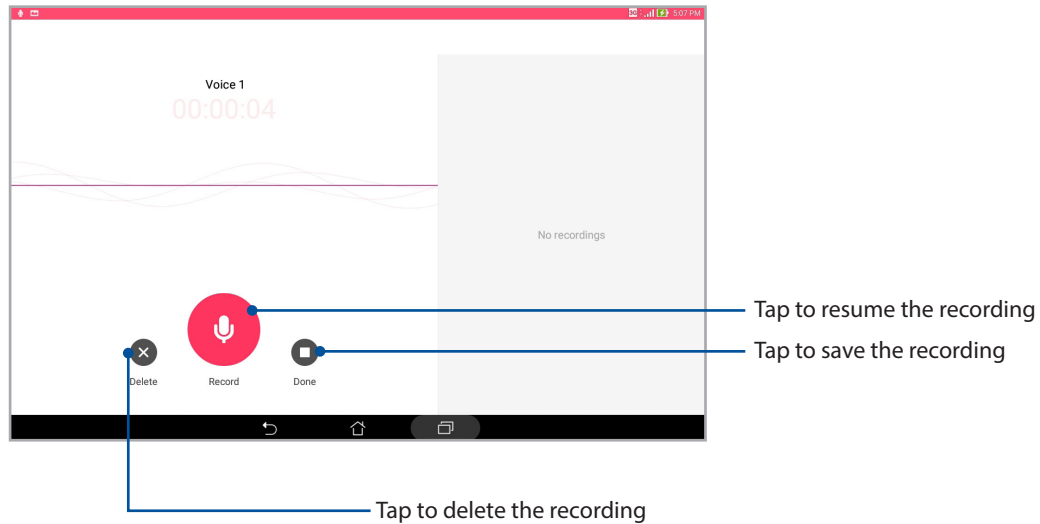 3G 5:07 PM
Voice 1
00:00:04
No recordings
Tap to resume the recording
Tap to save the recording
Delete
Record
Done
Tap to delete the recording